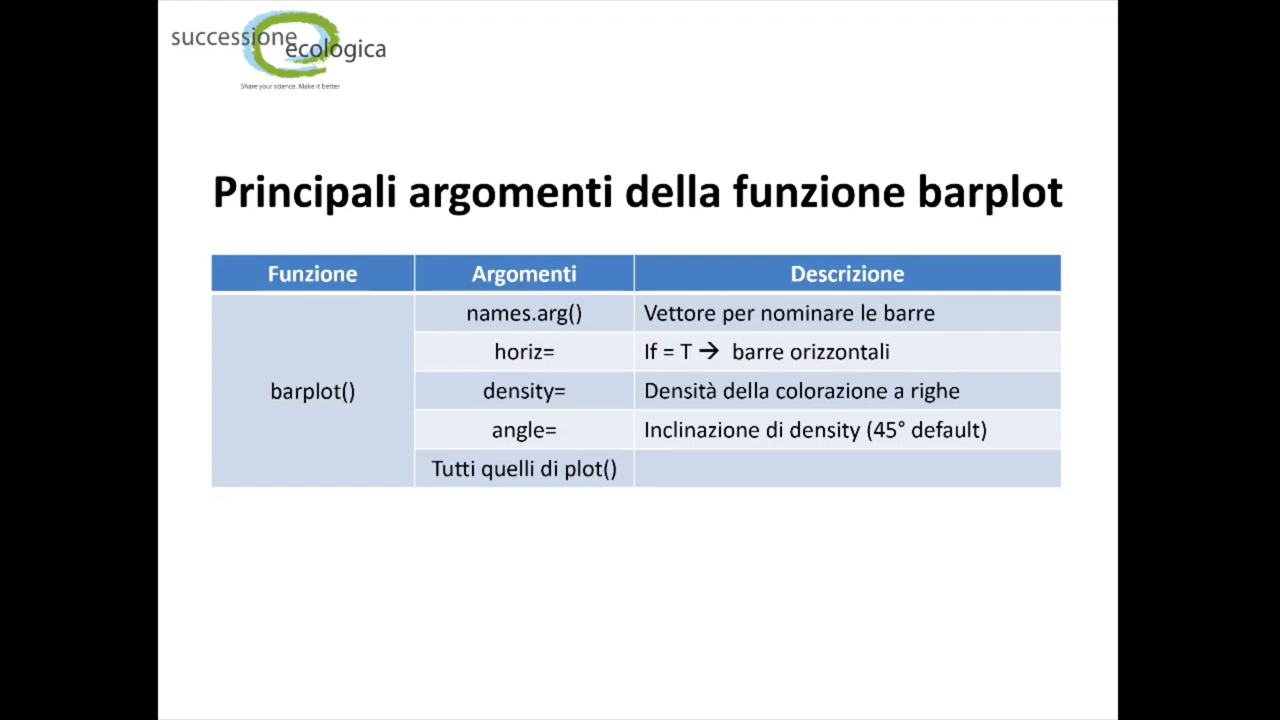 successione
ecologica
Share your science. Make it better
Principali argomenti della funzione barplot
Funzione Argomenti Descrizione
barplot()
names.arg() Vettore per nominare le barre
horiz= If = T → barre orizzontali
density= Densità della colorazione a righe
angle= Inclinazione di density (45° default)
Tutti quelli di plot()